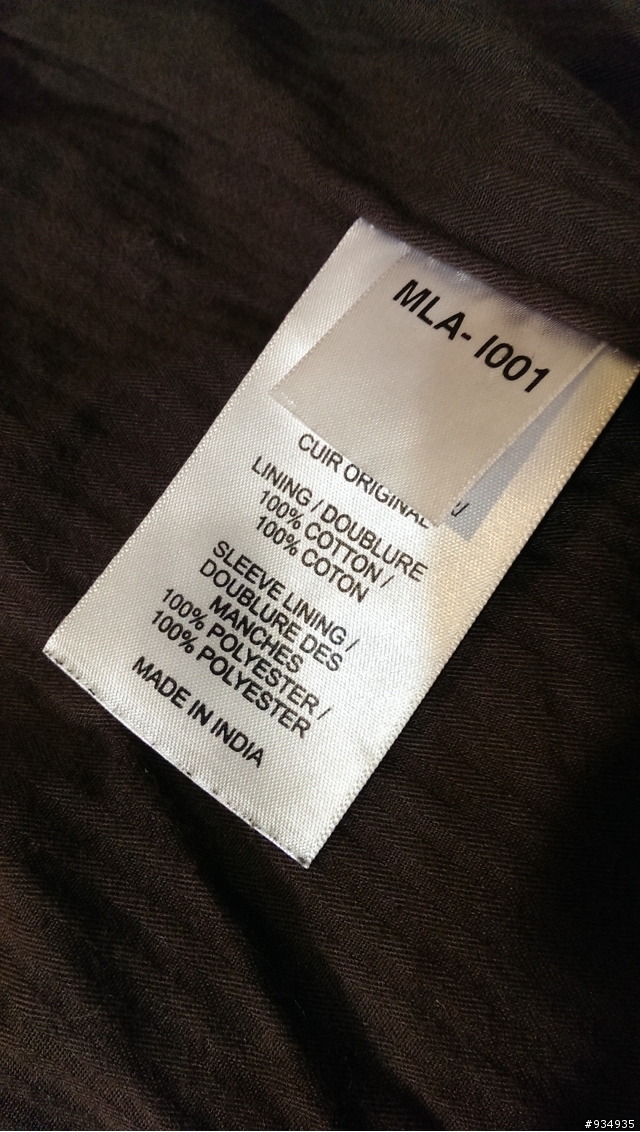 MLA- I001
CUIR ORIGINAL
LINING / DOUBLURE
100% COTTON /
100% COTON
SLEEVE LINING /
DOUBLURE DES
MANCHES
100% POLYESTER /
100% POLYESTER
MADE IN INDIA
#934935